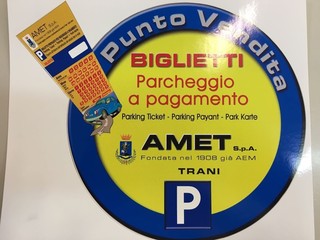 Punto Vendita
BIGLIETTI
Parcheggio
a pagamento
Parking Ticket - Parking Payant - Park Karte
AMET S.p.A.
Fondata nel 1908 già AEM
TRANI
P
AMET S.p.A.
P